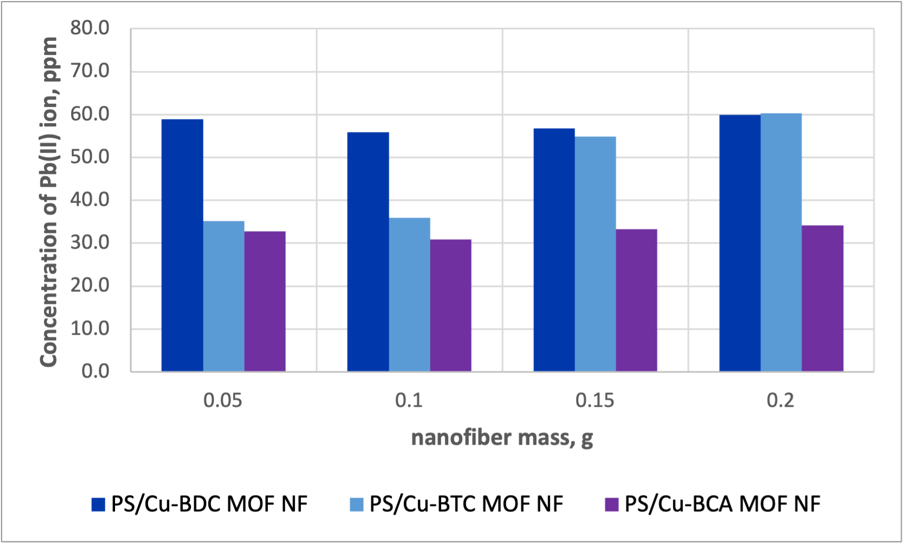 Concentration of Pb(II) ion, ppm
80.0
70.0
60.0
50.0
40.0
30.0
20.0
10.0
0.0
0.05 0.1 0.15 0.2
nanofiber mass, g
PS/Cu-BDC MOF NF PS/Cu-BTC MOF NF PS/Cu-BCA MOF NF